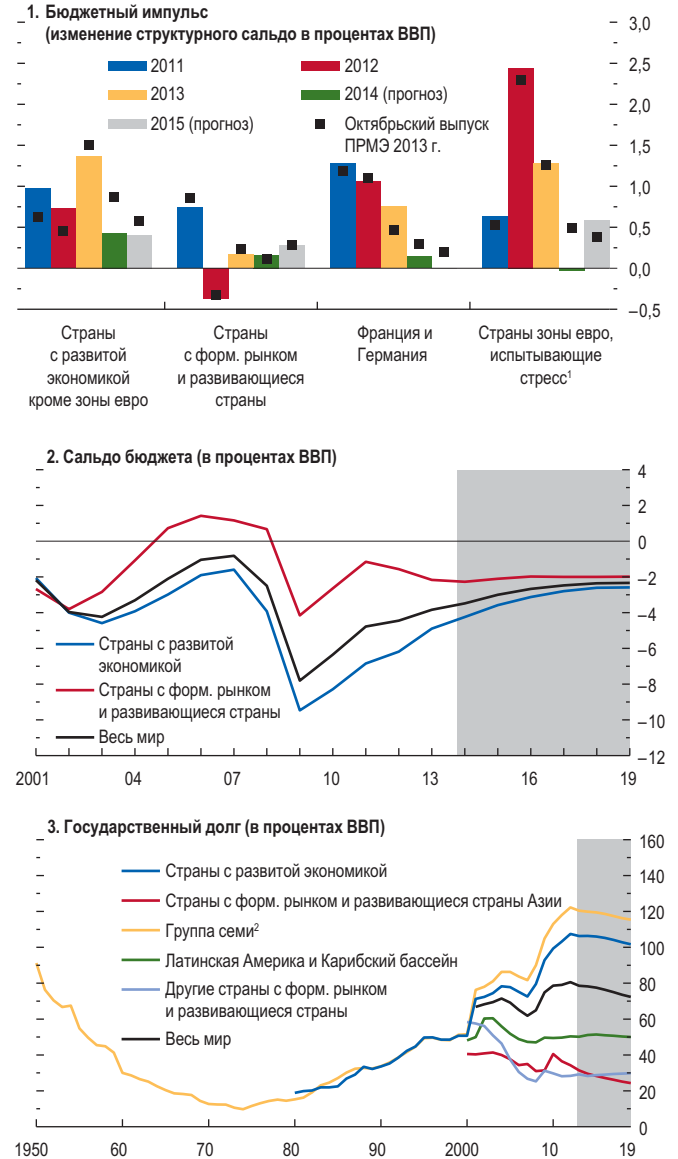 1. Бюджетный импульс
(изменение структурного сальдо в процентах ВВП)
2011
2012
2013
2014 (прогноз)
2015 (прогноз)
Октябрьский выпуск
ПРМЭ 2013 г.
3,0
2,5
2,0
1,5
1,0
0,5
0,0
–0,5
Страны
с развитой
экономикой
кроме зоны евро
Страны
с форм. рынком
и развивающиеся
страны
Франция и
Германия
Страны зоны евро,
испытывающие
стресс¹
2. Сальдо бюджета (в процентах ВВП)
4
2
0
–2
–4
–6
–8
–10
–12
Страны с развитой
экономикой
Страны с форм. рынком
и развивающиеся страны
Весь мир
2001 04 07 10 13 16 19
3. Государственный долг (в процентах ВВП)
160
140
120
100
80
60
40
20
0
Страны с развитой экономикой
Страны с форм. рынком и развивающиеся страны Азии
Группа семи²
Латинская Америка и Карибский бассейн
Другие страны с форм. рынком
и развивающиеся страны
Весь мир
1950 60 70 80 90 2000 10 19